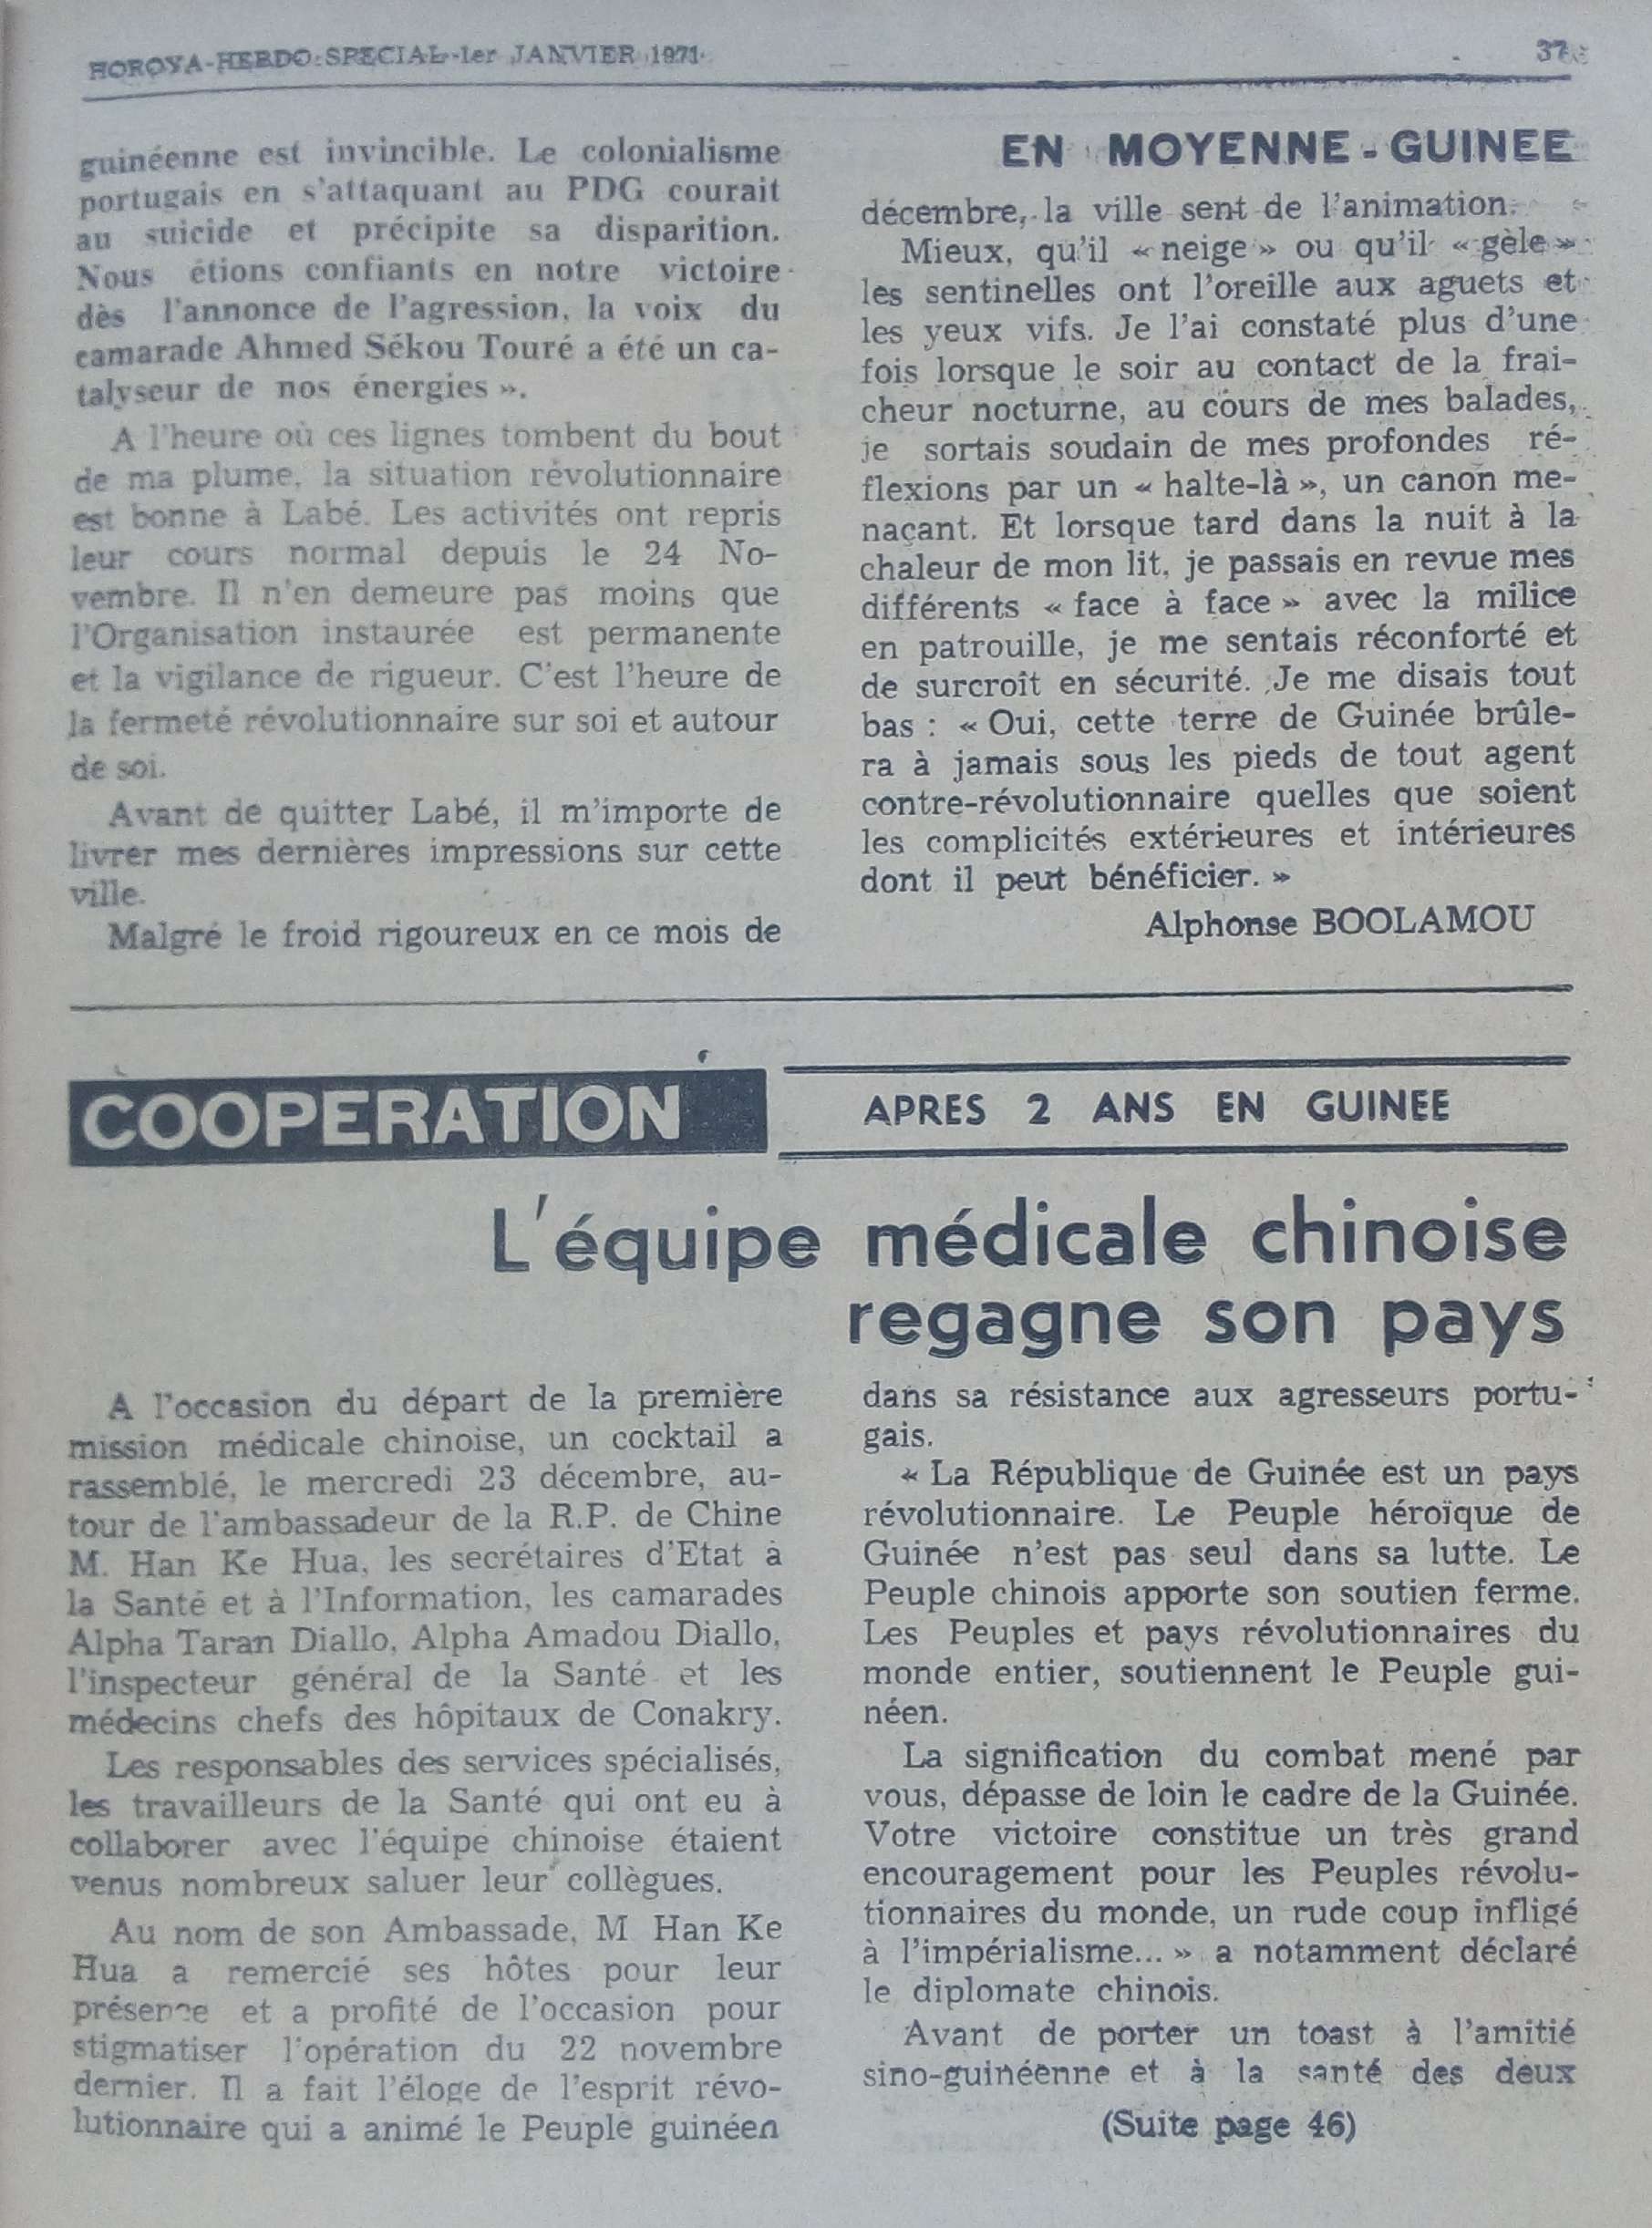 HOROYA-HEBDO-SPECIAL-1er JANVIER 1971
37
guinéenne est invincible. Le colonialisme
portugais en s'attaquant au PDG courait
au suicide et précipite sa disparition.
Nous étions confiants en notre victoire
dès l'annonce de l'agression, la voix du
camarade Ahmed Sékou Touré a été un ca-
talyseur de nos énergies ».
A l'heure où ces lignes tombent du bout
de ma plume, la situation révolutionnaire
est bonne à Labé. Les activités ont repris
leur cours normal depuis le 24 No-
vembre. Il n'en demeure pas moins que
l'Organisation instaurée est permanente
et la vigilance de rigueur. C'est l'heure de
la fermeté révolutionnaire sur soi et autour
de soi.
Avant de quitter Labé, il m'importe de
livrer mes dernières impressions sur cette
ville.
Malgré le froid rigoureux en ce mois de
EN MOYENNE-GUINEE
décembre, la ville sent de l'animation.
Mieux, qu'il « neige » ou qu'il « gèle »
les sentinelles ont l'oreille aux aguets et
les yeux vifs. Je l'ai constaté plus d'une
fois lorsque le soir au contact de la frai-
cheur nocturne, au cours de mes balades,
je sortais soudain de mes profondes ré-
flexions par un « halte-là », un canon me-
naçant. Et lorsque tard dans la nuit à la
chaleur de mon lit, je passais en revue mes
différents « face à face » avec la milice
en patrouille, je me sentais réconforté et
de surcroît en sécurité. Je me disais tout
bas : « Oui, cette terre de Guinée brûle-
ra à jamais sous les pieds de tout agent
contre-révolutionnaire quelles que soient
les complicités extérieures et intérieures
dont il peut bénéficier. »
Alphonse BOOLAMOU
COOPERATION
APRES 2 ANS EN GUINEE
L'équipe médicale chinoise
regagne son pays
A l'occasion du départ de la première
mission médicale chinoise, un cocktail a
rassemblé, le mercredi 23 décembre, au-
tour de l'ambassadeur de la R.P. de Chine
M. Han Ke Hua, les secrétaires d'Etat à
la Santé et à l'Information, les camarades
Alpha Taran Diallo, Alpha Amadou Diallo,
l'inspecteur général de la Santé et les
médecins chefs des hôpitaux de Conakry.
Les responsables des services spécialisés,
les travailleurs de la Santé qui ont eu à
collaborer avec l'équipe chinoise étaient
venus nombreux saluer leur collègues.
Au nom de son Ambassade, M Han Ke
Hua a remercié ses hôtes pour leur
présence et a profité de l'occasion pour
stigmatiser l'opération du 22 novembre
dernier. Il a fait l'éloge de l'esprit révo-
lutionnaire qui a animé le Peuple guinéen
dans sa résistance aux agresseurs portu-
gais.
« La République de Guinée est un pays
révolutionnaire. Le Peuple héroïque de
Guinée n'est pas seul dans sa lutte. Le
Peuple chinois apporte son soutien ferme.
Les Peuples et pays révolutionnaires du
monde entier, soutiennent le Peuple gui-
néen.
La signification du combat mené par
vous, dépasse de loin le cadre de la Guinée.
Votre victoire constitue un très grand
encouragement pour les Peuples révolu-
tionnaires du monde, un rude coup infligé
à l'impérialisme... » a notamment déclaré
le diplomate chinois.
Avant de porter un toast à l'amitié
sino-guinéenne et à la santé des deux
(Suite page 46)